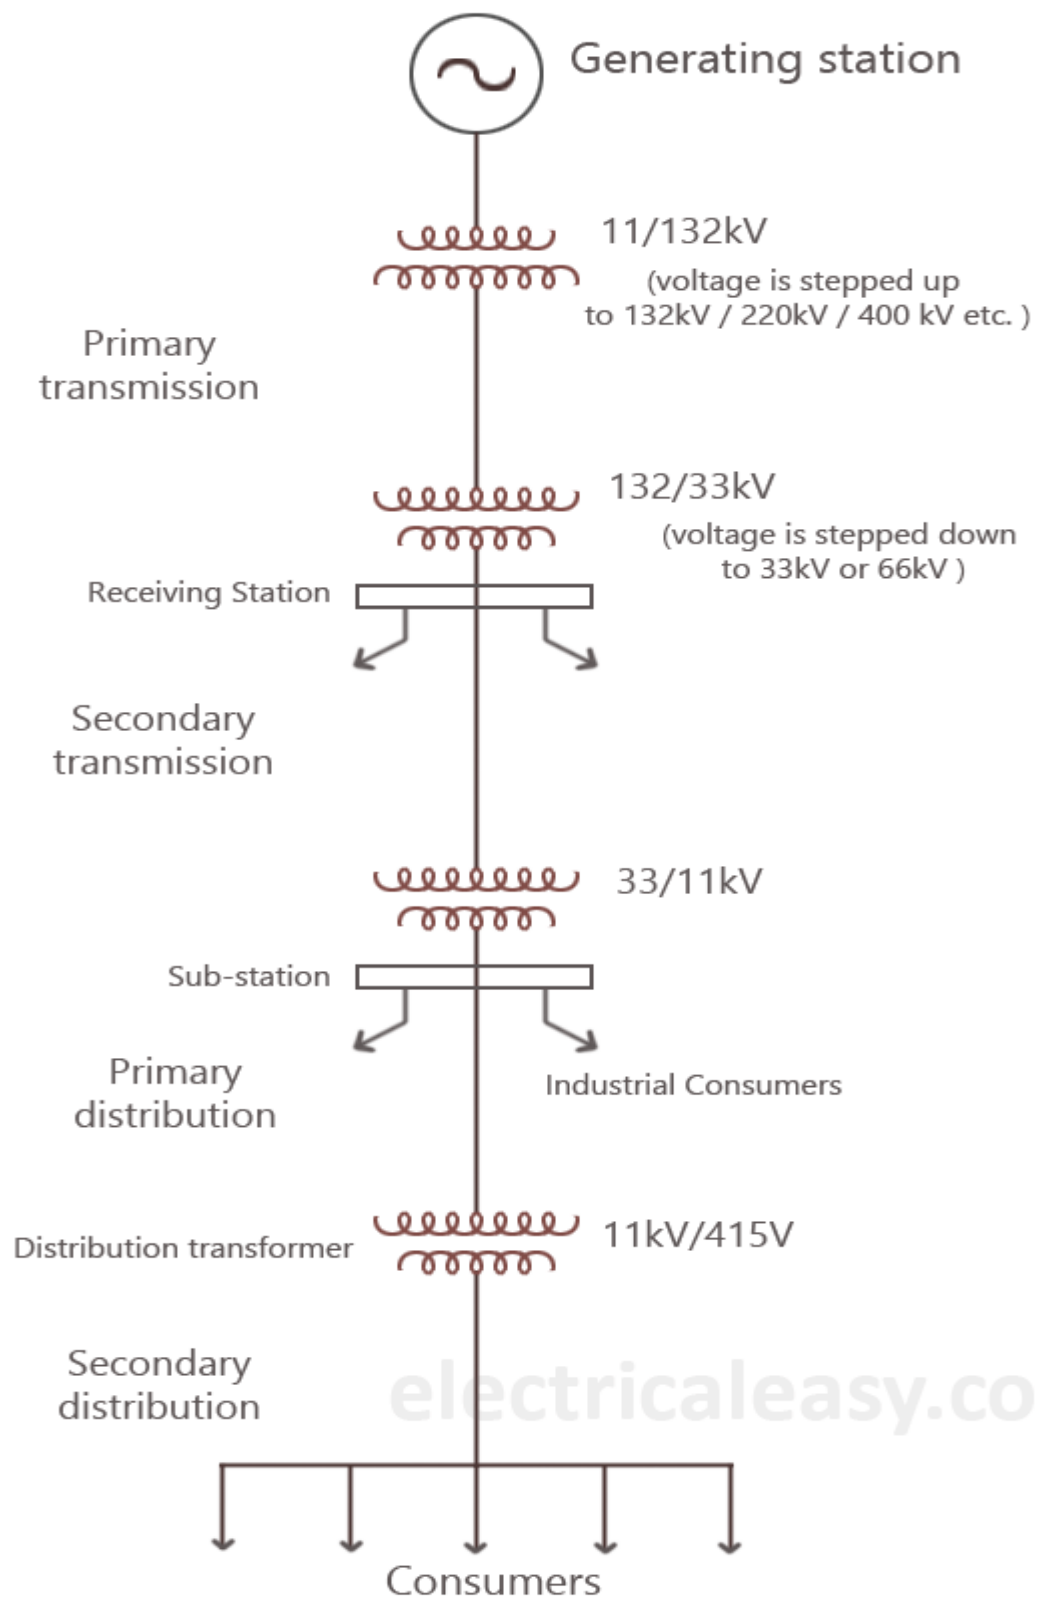 Generating station
11/132kV
(voltage is stepped up
to 132kV / 220kV / 400 kV etc. )
Primary
transmission
132/33kV
(voltage is stepped down
to 33kV or 66kV )
Receiving Station
Secondary
transmission
33/11kV
Sub-station
Primary
distribution
Industrial Consumers
11kV/415V
Distribution transformer
Secondary
distribution
electricaleasy.co
Consumers